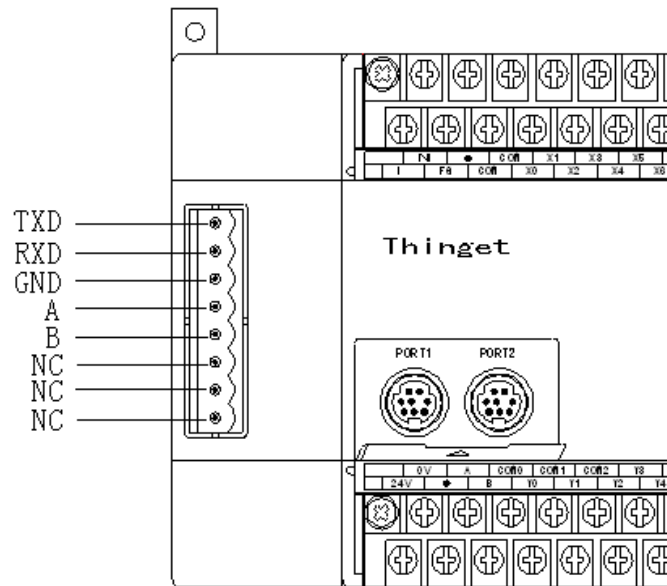 N ● COM X1 X3 X5
FG COM X0 X2 X4 X6
TXD
RXD
GND
A
B
NC
NC
NC
Thinget
PORT1 PORT2
0V A COM0 COM1 COM2 Y3
24V ● B Y0 Y1 Y2 Y4